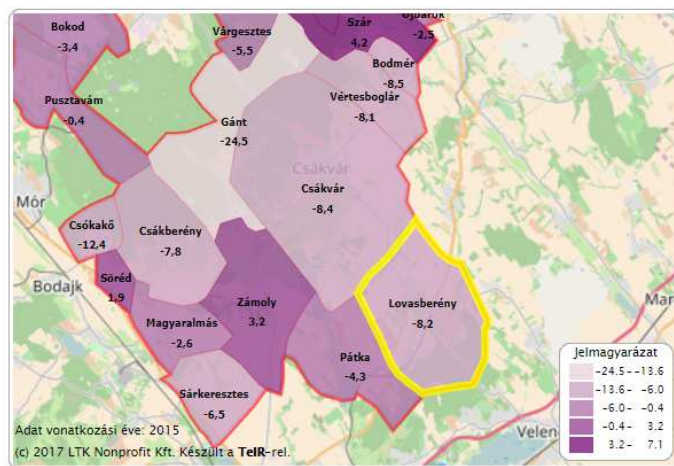 Bokod
-3,4
Várgesztes
-5,5
Szár
4,2
Újbarok
-2,5
Bodmér
-8,5
Vértesboglár
-8,1
Pusztavám
-0,4
Gánt
-24,5
Csákvár
Csákvár
-8,4
Mór
Csókakő
-12,4
Csákberény
-7,8
Söréd
1,9
Bodajk
Zámoly
3,2
Lovasberény
-8,2
Mar
Magyaralmás
-2,6
Pátka
-4,3
Sárkeresztes
-6,5
Velen
Jelmagyarázat
-24,5 - -13,6
-13,6 - -6,0
-6,0 - -0,4
-0,4 - 3,2
3,2 - 7,1
Adat vonatkozási éve: 2015
(c) 2017 LTK Nonprofit Kft. Készült a TeIR-rel.